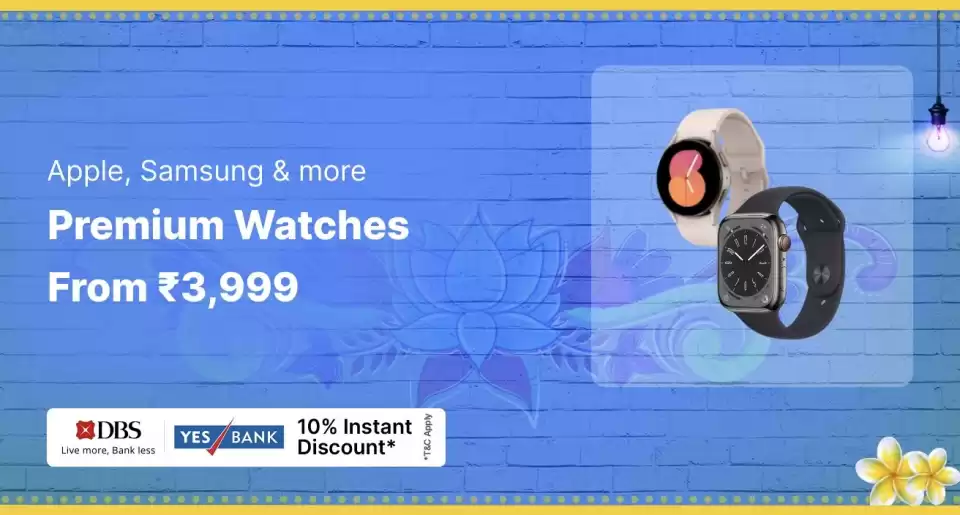 Apple, Samsung & more
Premium Watches
From ₹3,999
DBS
Live more, Bank less
YES BANK
10% Instant
Discount*
*T&C Apply